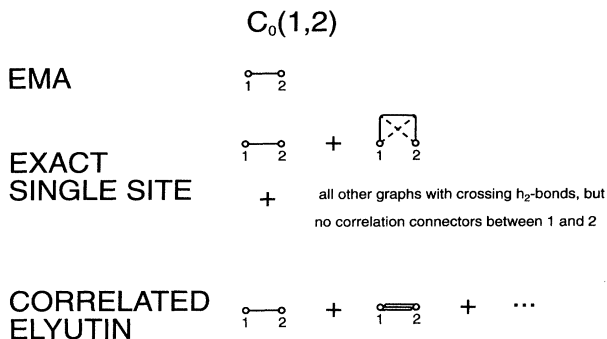 C₀(1,2)
EMA
1 2
EXACT
SINGLE SITE
1 2 + 1 2
+ all other graphs with crossing h₂-bonds, but
no correlation connectors between 1 and 2
CORRELATED
ELYUTIN
1 2 + 1 2 + ...